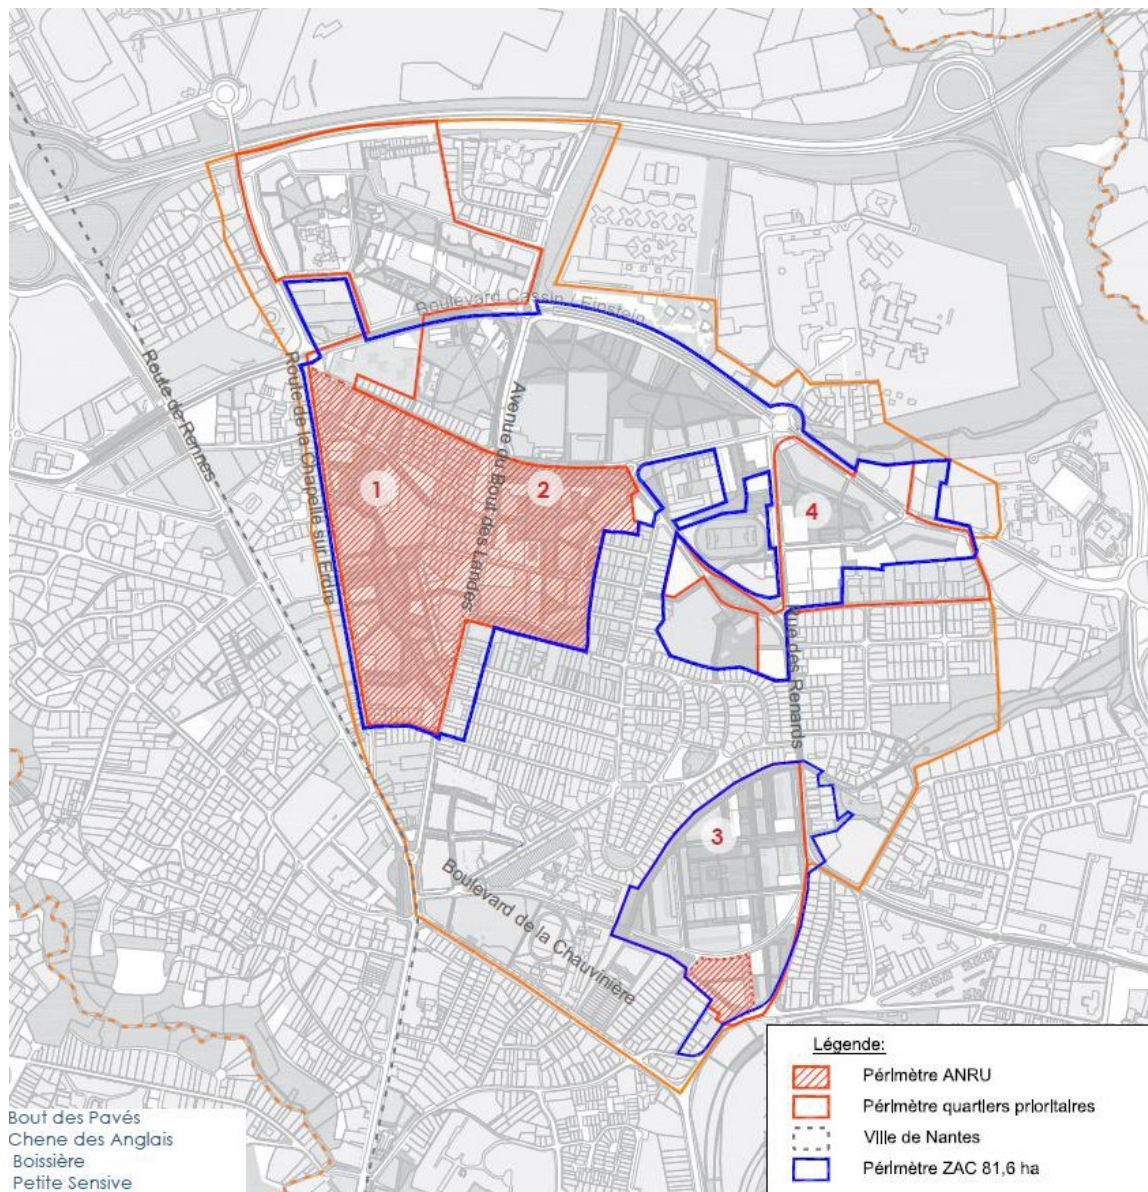 Boulevard Cassin / Einstein
Route de Rennes
Route de la Chapelle sur Erdre
Avenue du Bout des Landes
1
2
4
Rue des Renards
3
Boulevard de la Chauvinière
Légende:
Périmètre ANRU
Périmètre quartiers prioritaires
Ville de Nantes
Périmètre ZAC 81,6 ha
Bout des Pavés
Chene des Anglais
Boissière
Petite Sensive